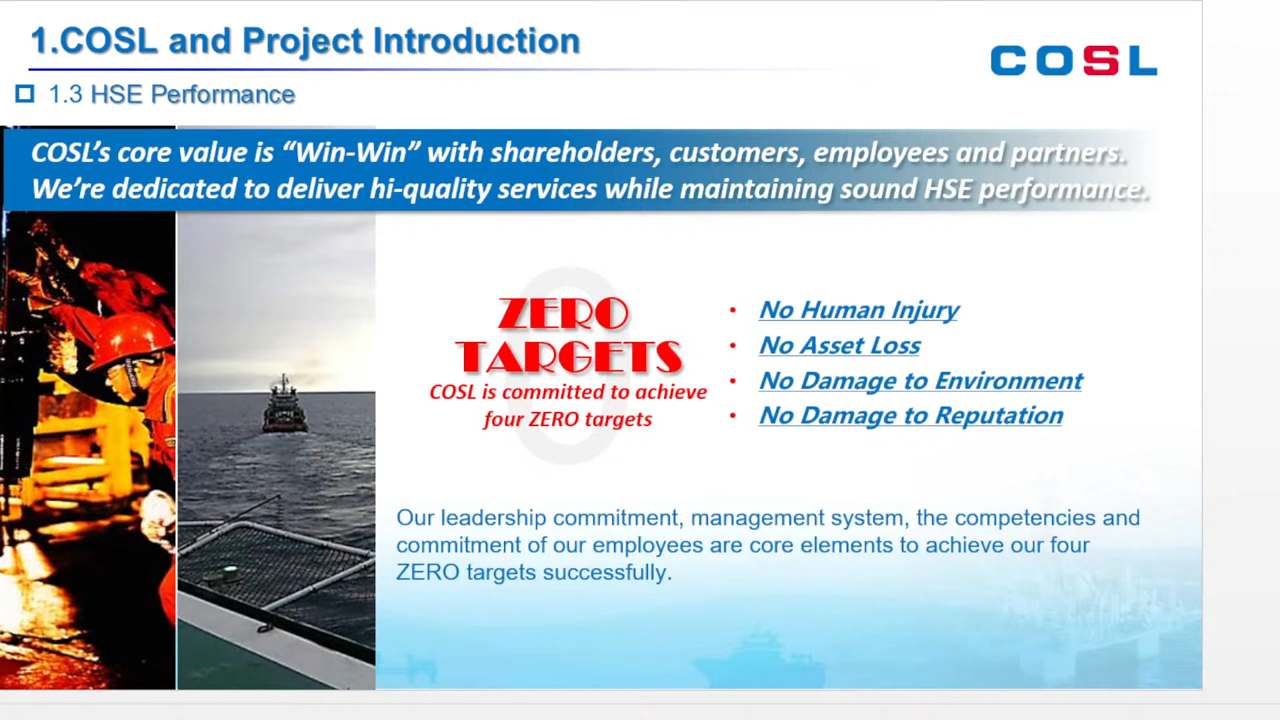 1.COSL and Project Introduction
COSL
1.3 HSE Performance
COSL's core value is “Win-Win” with shareholders, customers, employees and partners.
We're dedicated to deliver hi-quality services while maintaining sound HSE performance.
ZERO
TARGETS
COSL is committed to achieve
four ZERO targets
• No Human Injury
• No Asset Loss
• No Damage to Environment
• No Damage to Reputation
Our leadership commitment, management system, the competencies and
commitment of our employees are core elements to achieve our four
ZERO targets successfully.